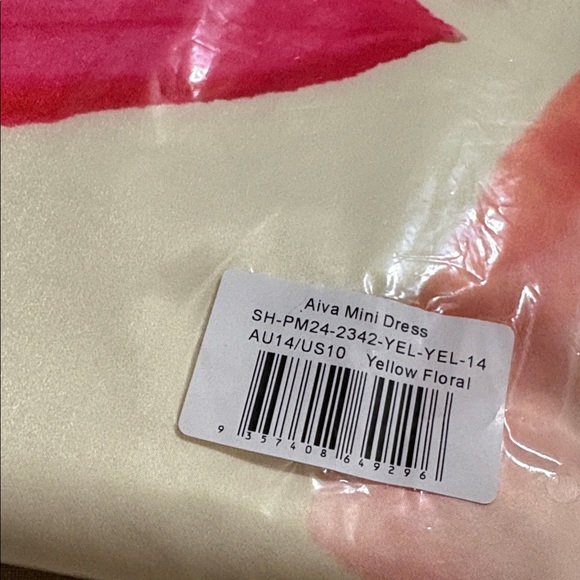 Aiva Mini Dress
SH-PM24-2342-YEL-YEL-14
AU14/US10 Yellow Floral
9 357408 649296